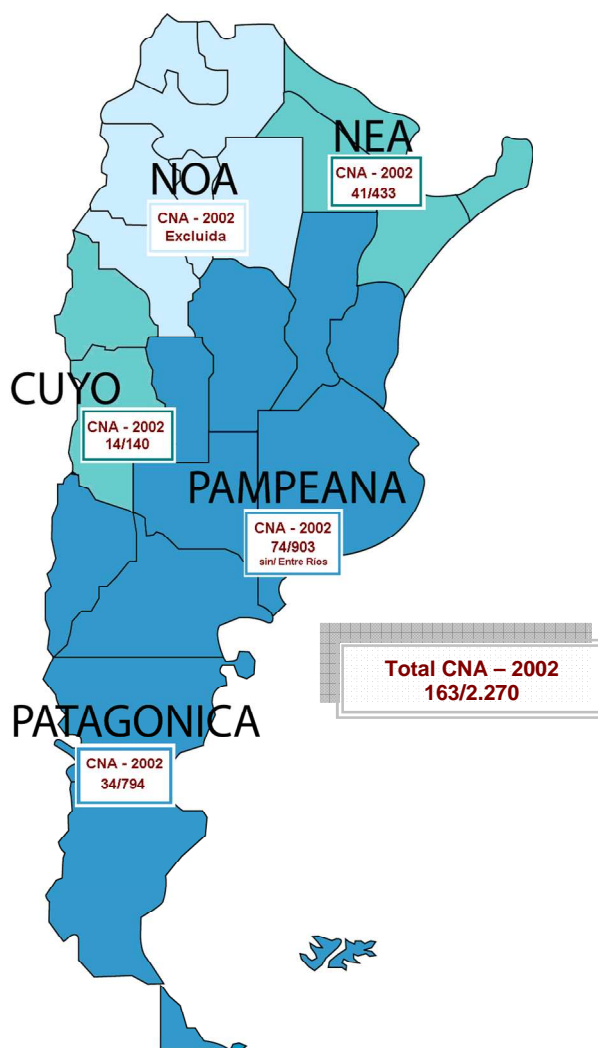 NEA
CNA - 2002
41/433
NOA
CNA - 2002
Excluida
CUYO
CNA - 2002
14/140
PAMPEANA
CNA - 2002
74/903
sin/ Entre Ríos
Total CNA – 2002
163/2.270
PATAGONICA
CNA - 2002
34/794